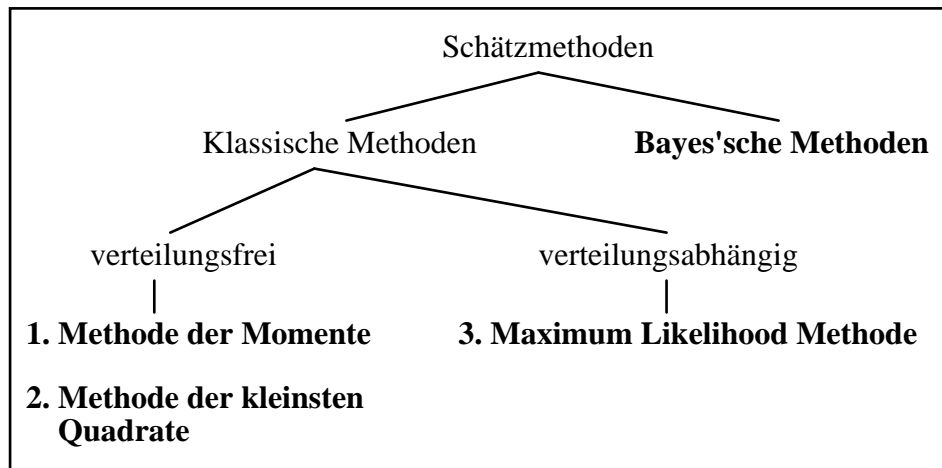 Schätzmethoden
Klassische Methoden
Bayes'sche Methoden
verteilungsfrei
verteilungsabhängig
1. Methode der Momente
3. Maximum Likelihood Methode
2. Methode der kleinsten
Quadrate